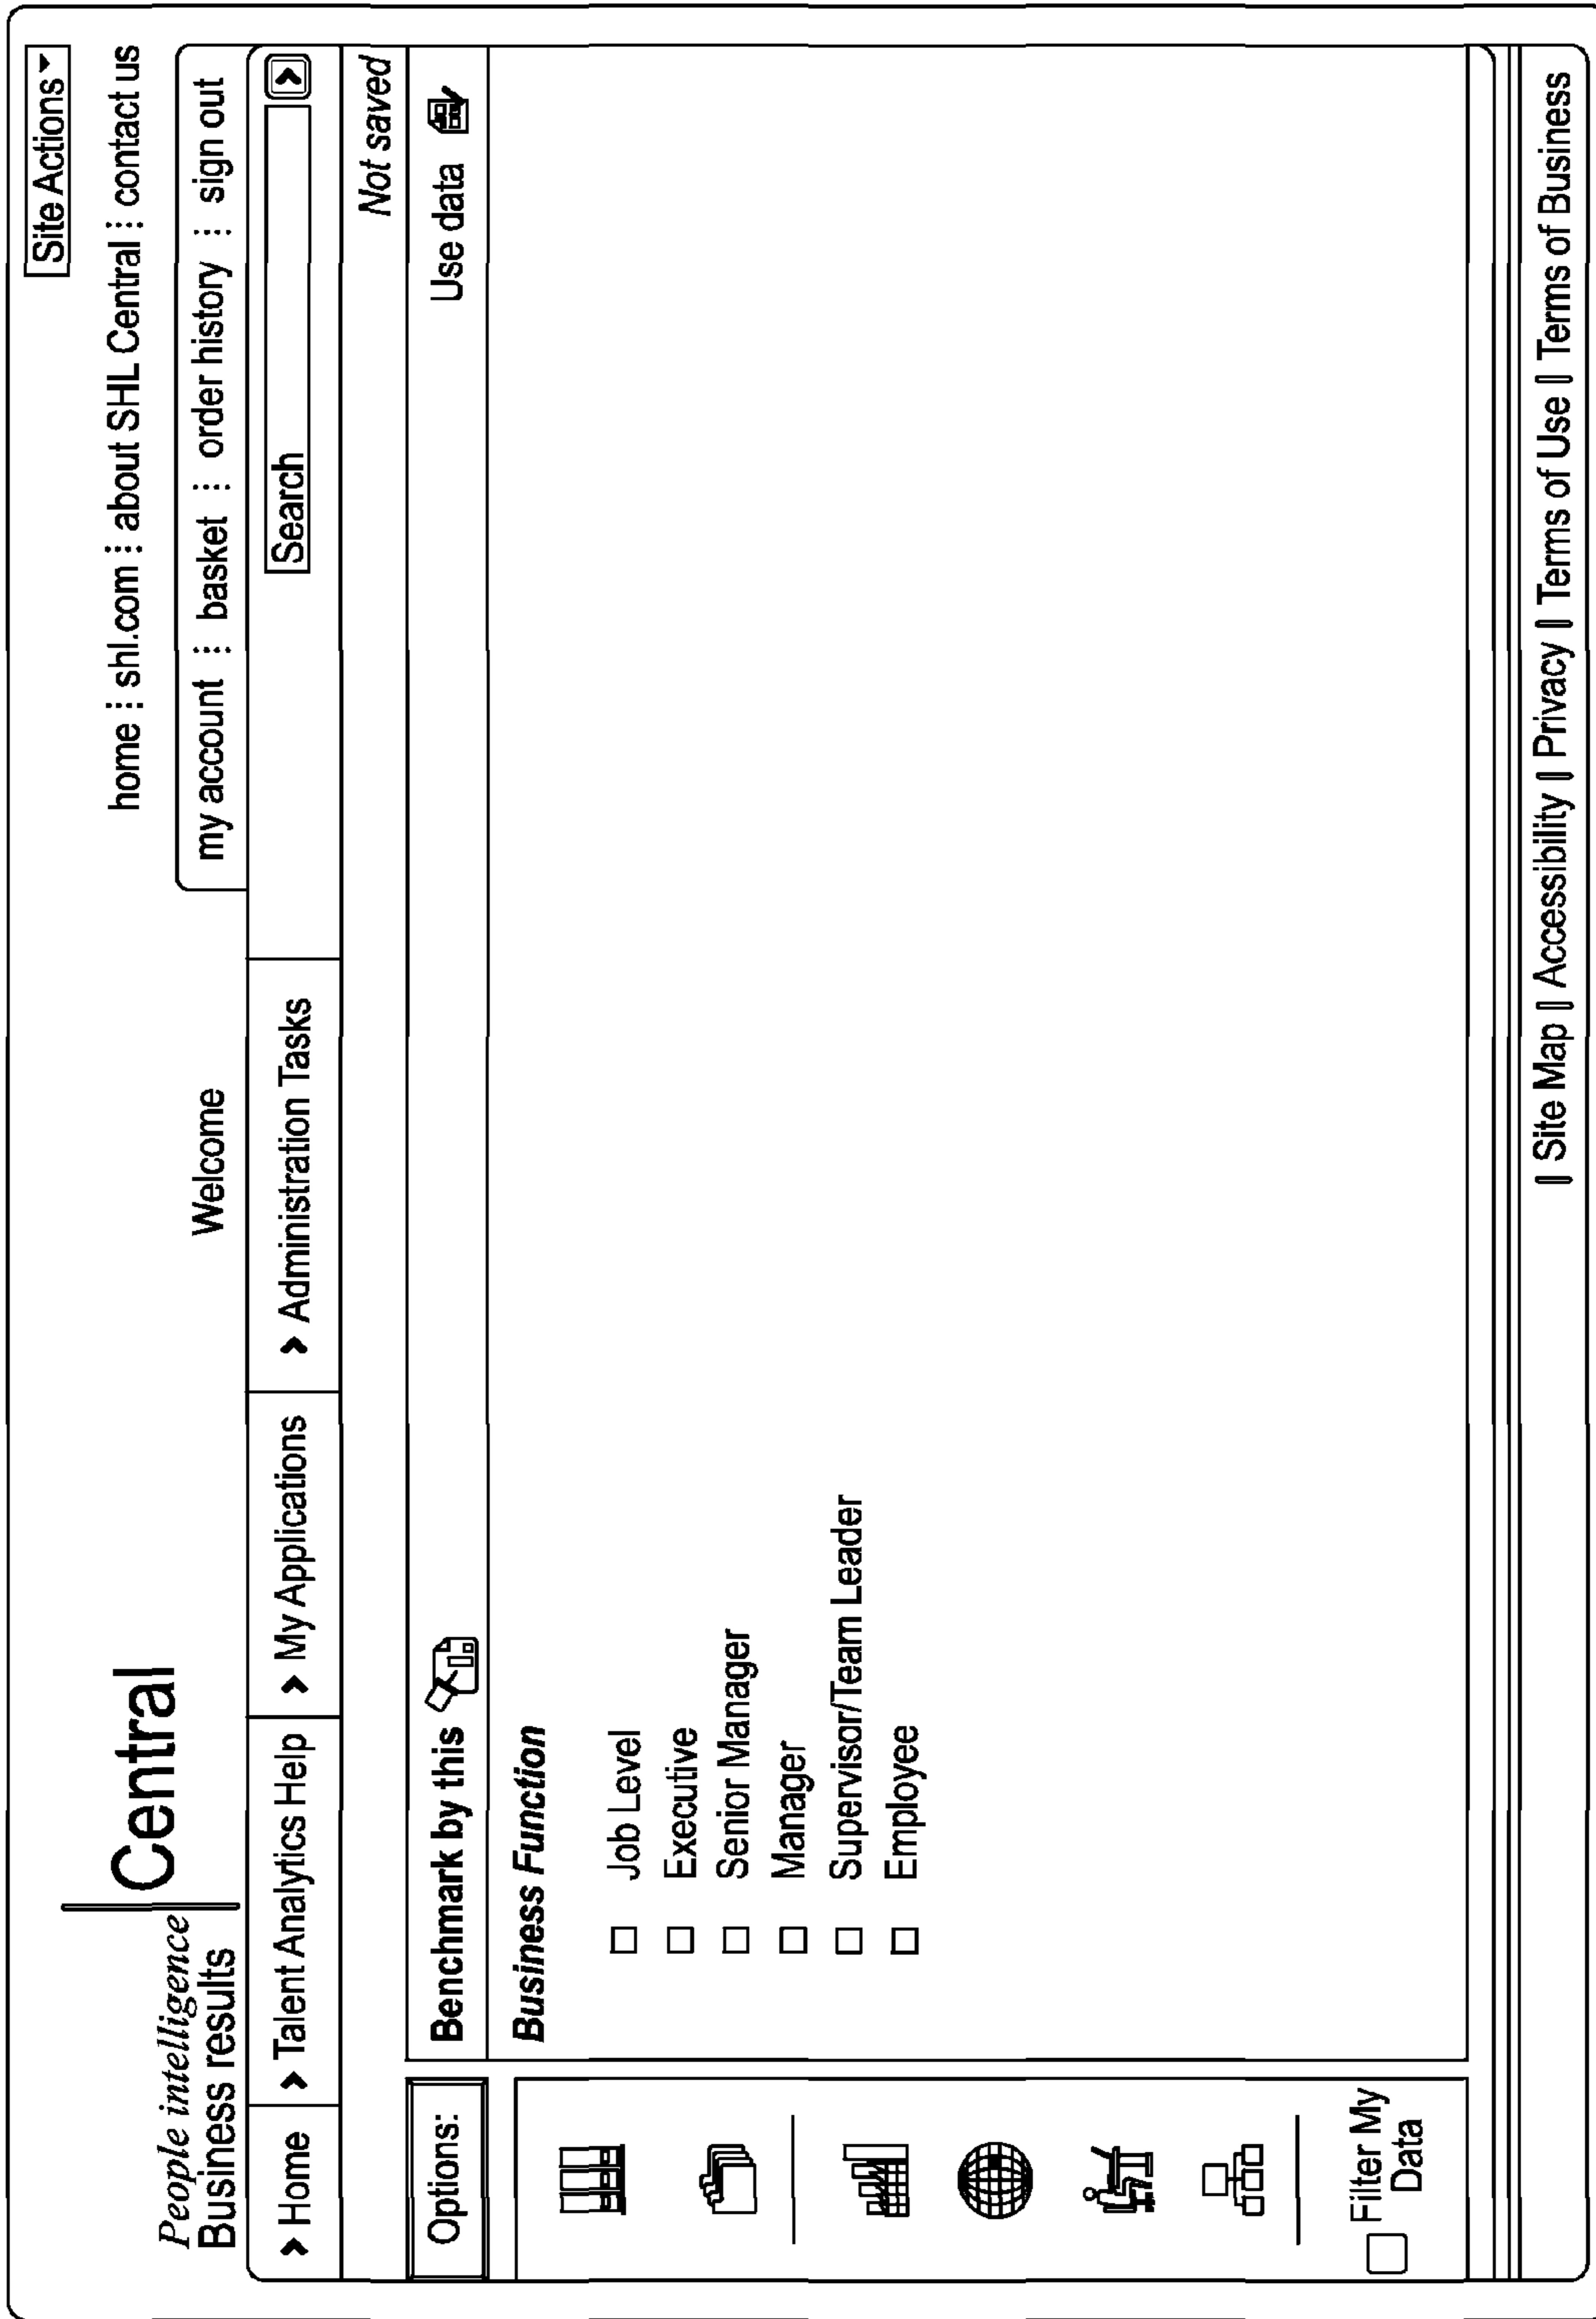 Site Actions
People intelligence
Business results
Central
home ⋮ shl.com ⋮ about SHL Central ⋮ contact us
Welcome
my account ⋮ basket ⋮ order history ⋮ sign out
Home
Talent Analytics Help
My Applications
Administration Tasks
Search
Not saved
Options:
Benchmark by this
Use data
Business Function
Job Level
Executive
Senior Manager
Manager
Supervisor/Team Leader
Employee
Filter My
Data
| Site Map | Accessibility | Privacy | Terms of Use | Terms of Business